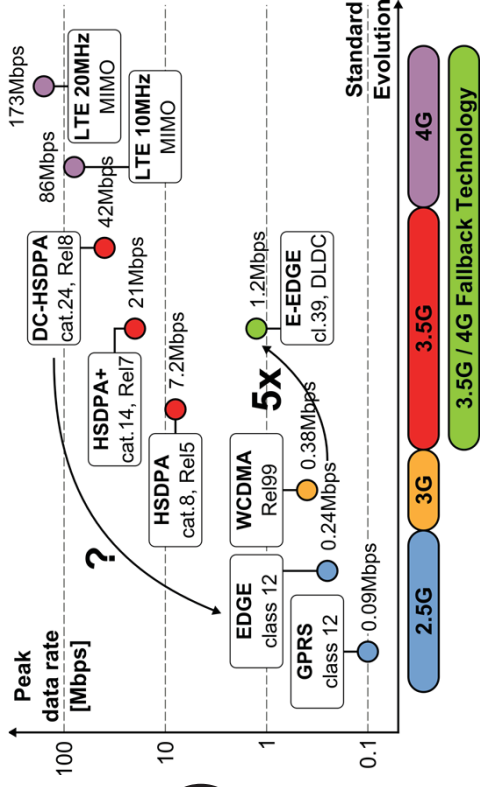 Peak
data rate
[Mbps]
100
10
1
0.1
173Mbps
LTE 20MHz
MIMO
86Mbps
LTE 10MHz
MIMO
DC-HSDPA
cat.24, Rel8
42Mbps
HSDPA+
cat.14, Rel7
21Mbps
HSDPA
cat.8, Rel5
7.2Mbps
?
5x
E-EDGE
cl.39, DLDC
1.2Mbps
WCDMA
Rel99
0.38Mbps
EDGE
class 12
0.24Mbps
GPRS
class 12
0.09Mbps
Standard
Evolution
2.5G
3G
3.5G
4G
3.5G / 4G Fallback Technology